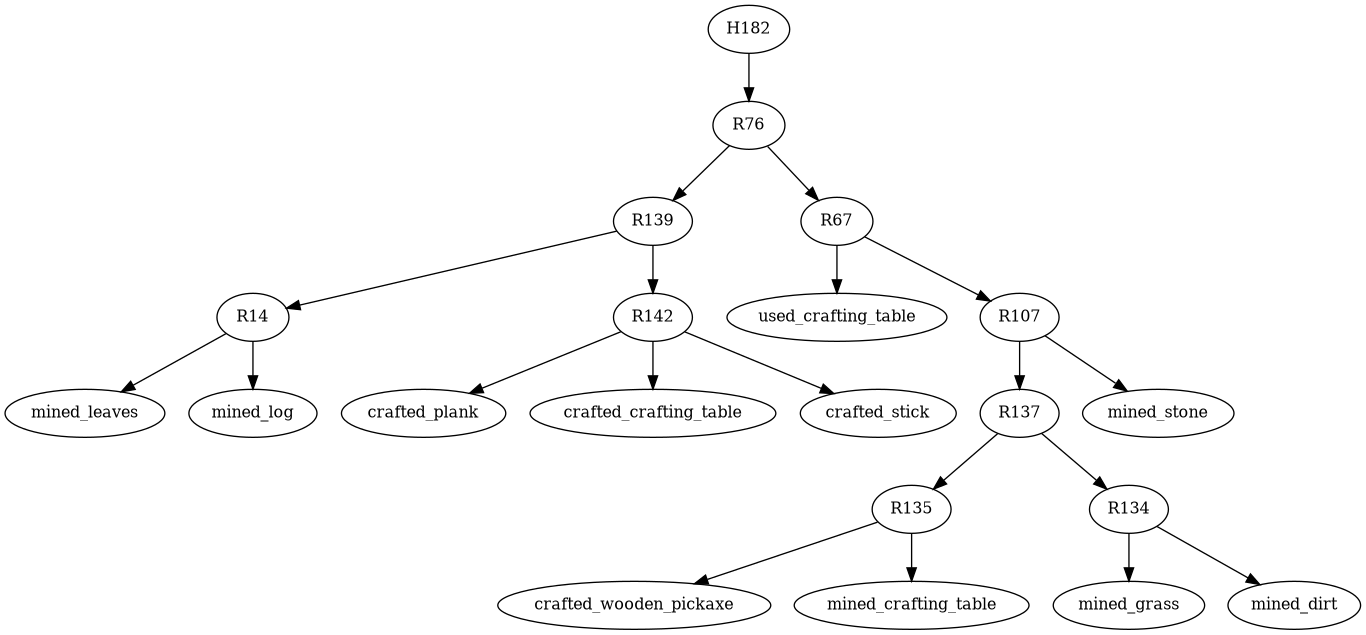 H182
R76
R139
R67
R14
R142
used_crafting_table
R107
mined_leaves
mined_log
crafted_plank
crafted_crafting_table
crafted_stick
R137
mined_stone
R135
R134
crafted_wooden_pickaxe
mined_crafting_table
mined_grass
mined_dirt